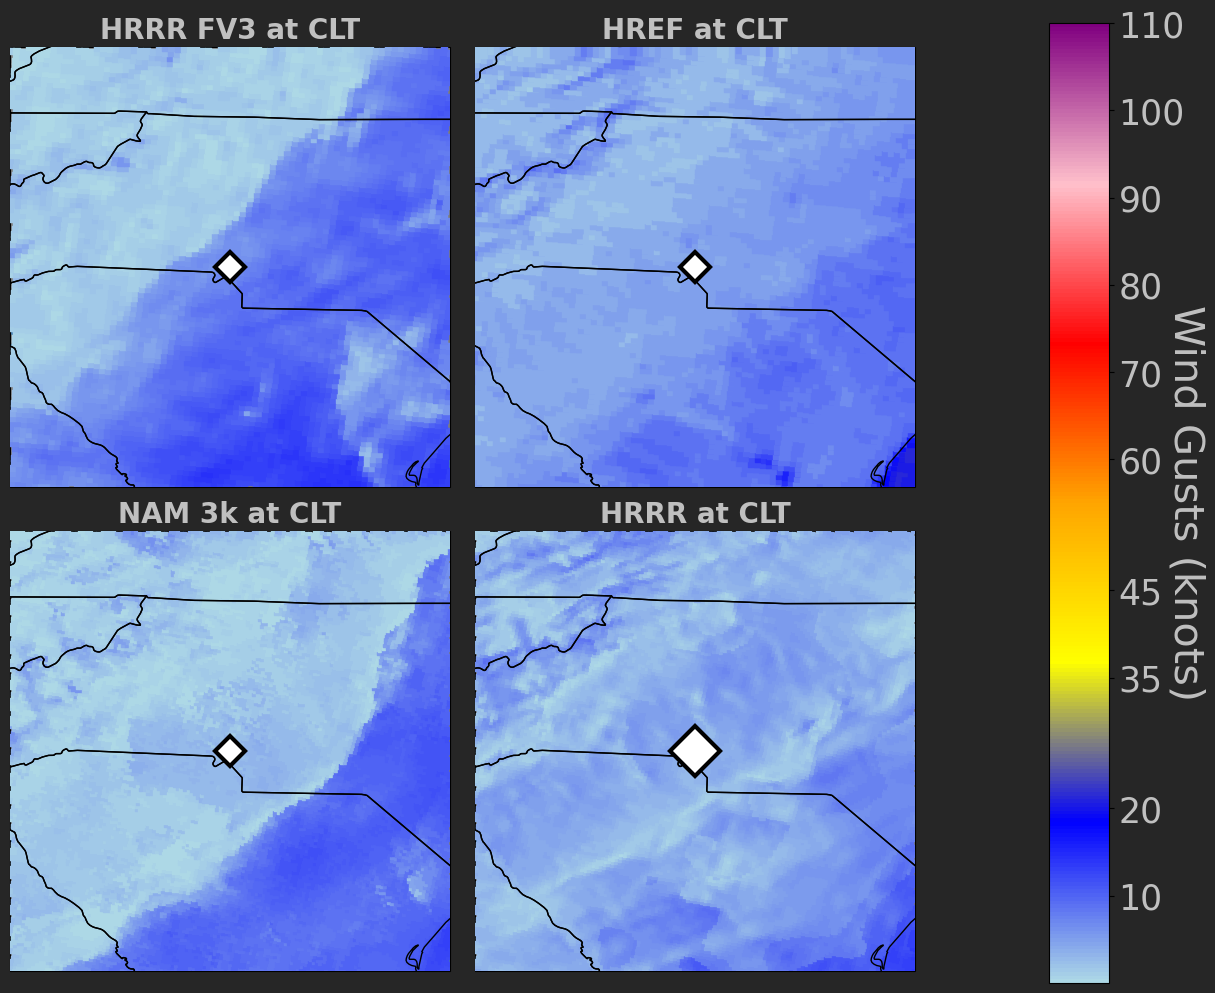 HRRR FV3 at CLT
HREF at CLT
NAM 3k at CLT
HRRR at CLT
110
100
90
80
70
60
45
35
20
10
Wind Gusts (knots)